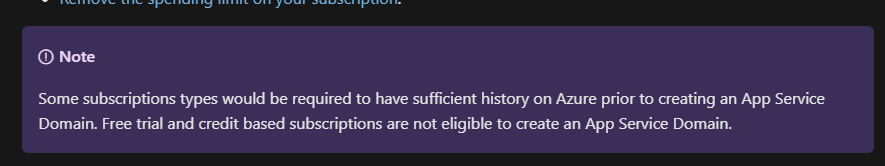 • Remove the spending limit on your subscription.
Note
Some subscriptions types would be required to have sufficient history on Azure prior to creating an App Service
Domain. Free trial and credit based subscriptions are not eligible to create an App Service Domain.